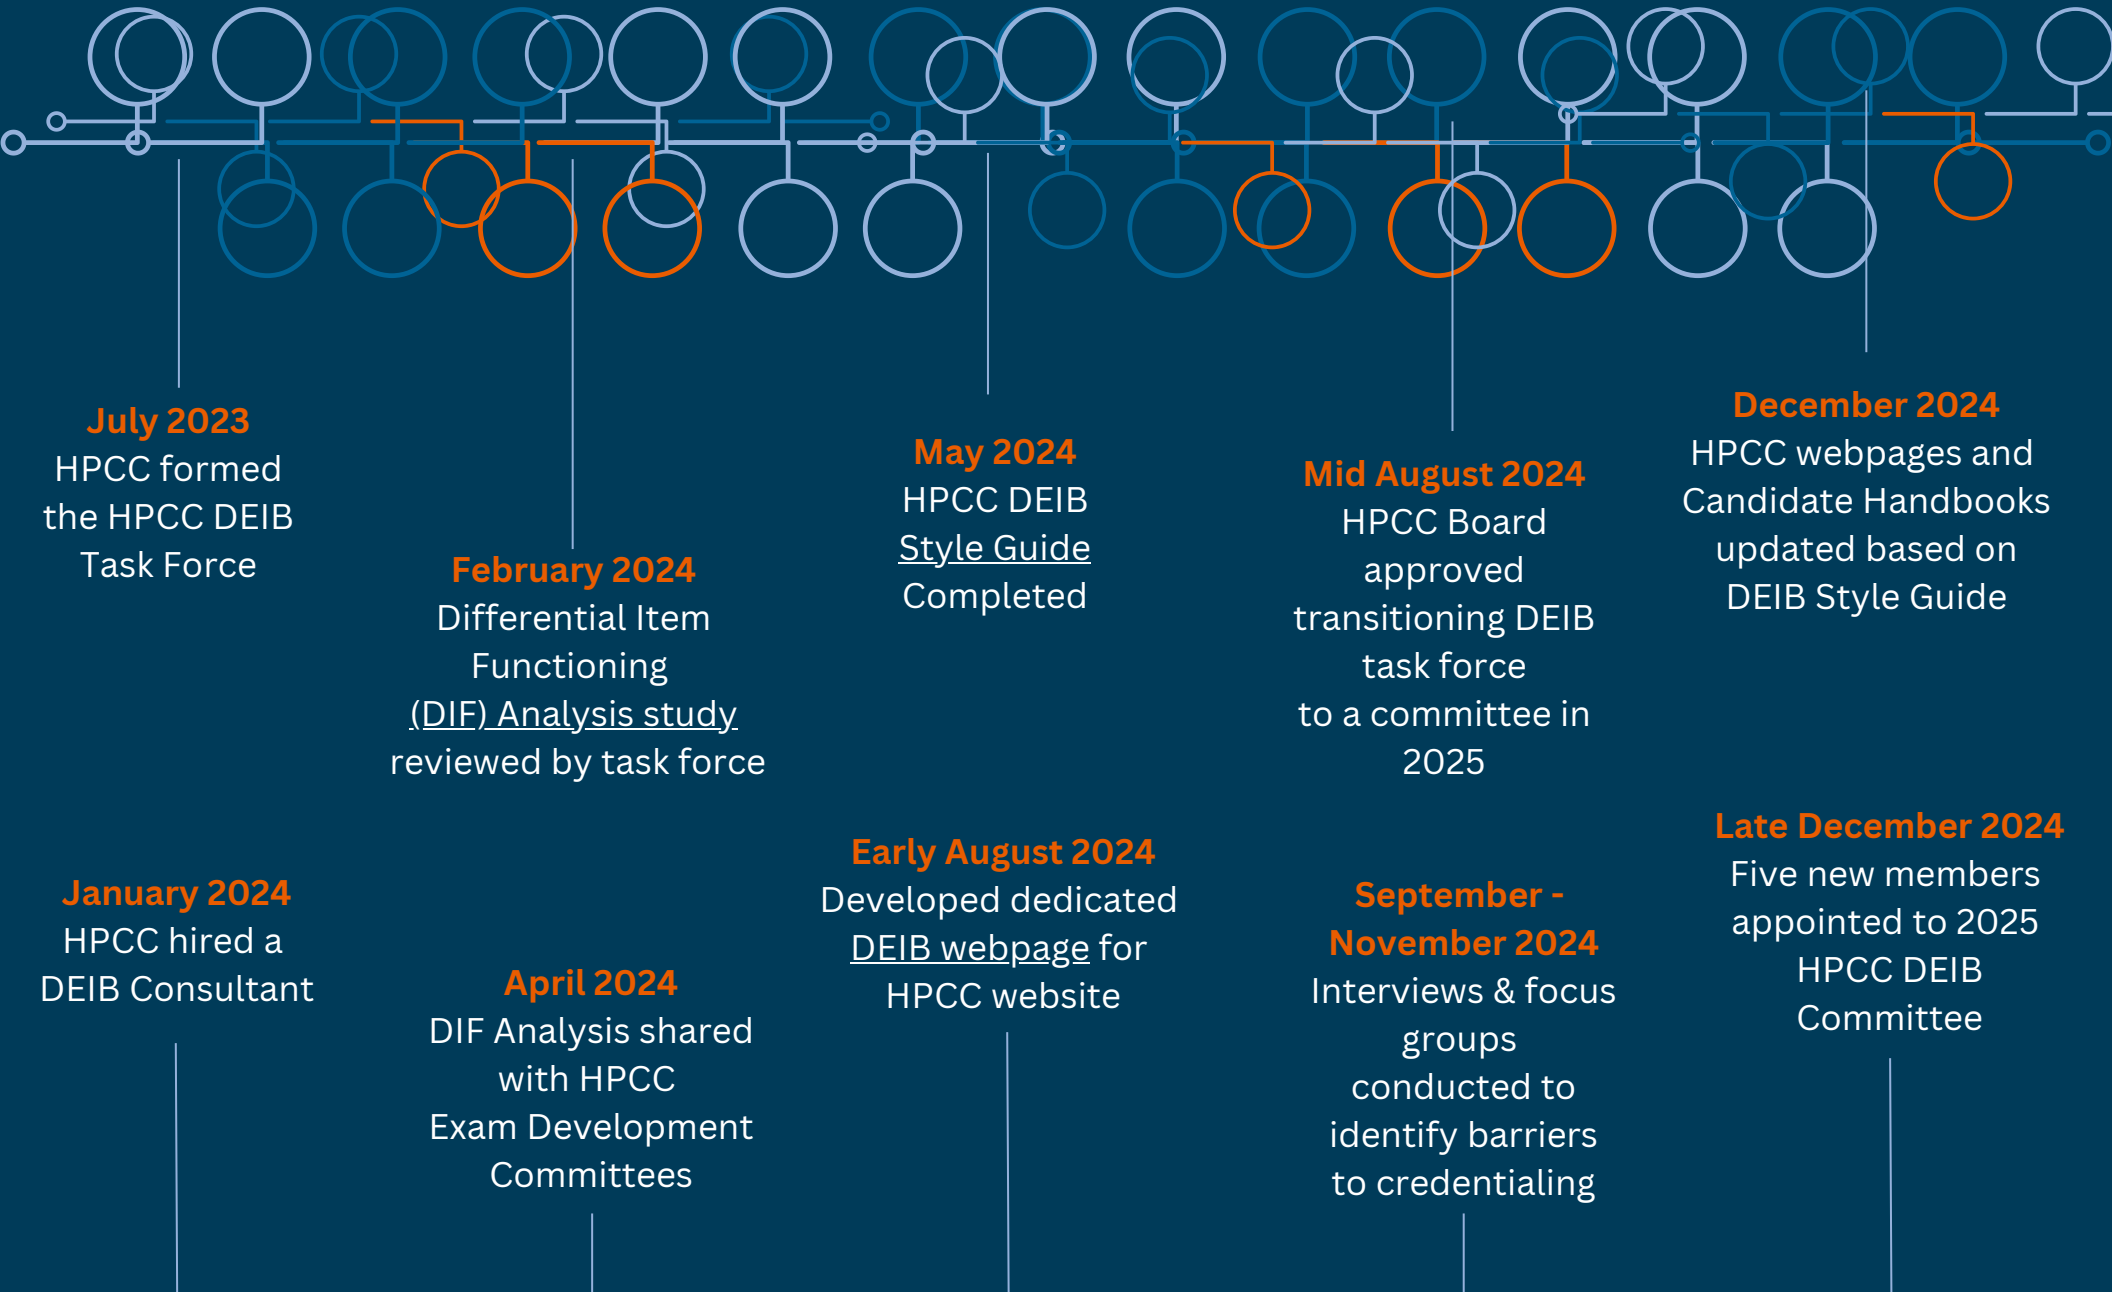 July 2023
HPCC formed
the HPCC DEIB
Task Force
January 2024
HPCC hired a
DEIB Consultant
February 2024
Differential Item
Functioning
(DIF) Analysis study
reviewed by task force
April 2024
DIF Analysis shared
with HPCC
Exam Development
Committees
May 2024
HPCC DEIB
Style Guide
Completed
Early August 2024
Developed dedicated
DEIB webpage for
HPCC website
Mid August 2024
HPCC Board
approved
transitioning DEIB
task force
to a committee in
2025
September -
November 2024
Interviews & focus
groups
conducted to
identify barriers
to credentialing
December 2024
HPCC webpages and
Candidate Handbooks
updated based on
DEIB Style Guide
Late December 2024
Five new members
appointed to 2025
HPCC DEIB
Committee